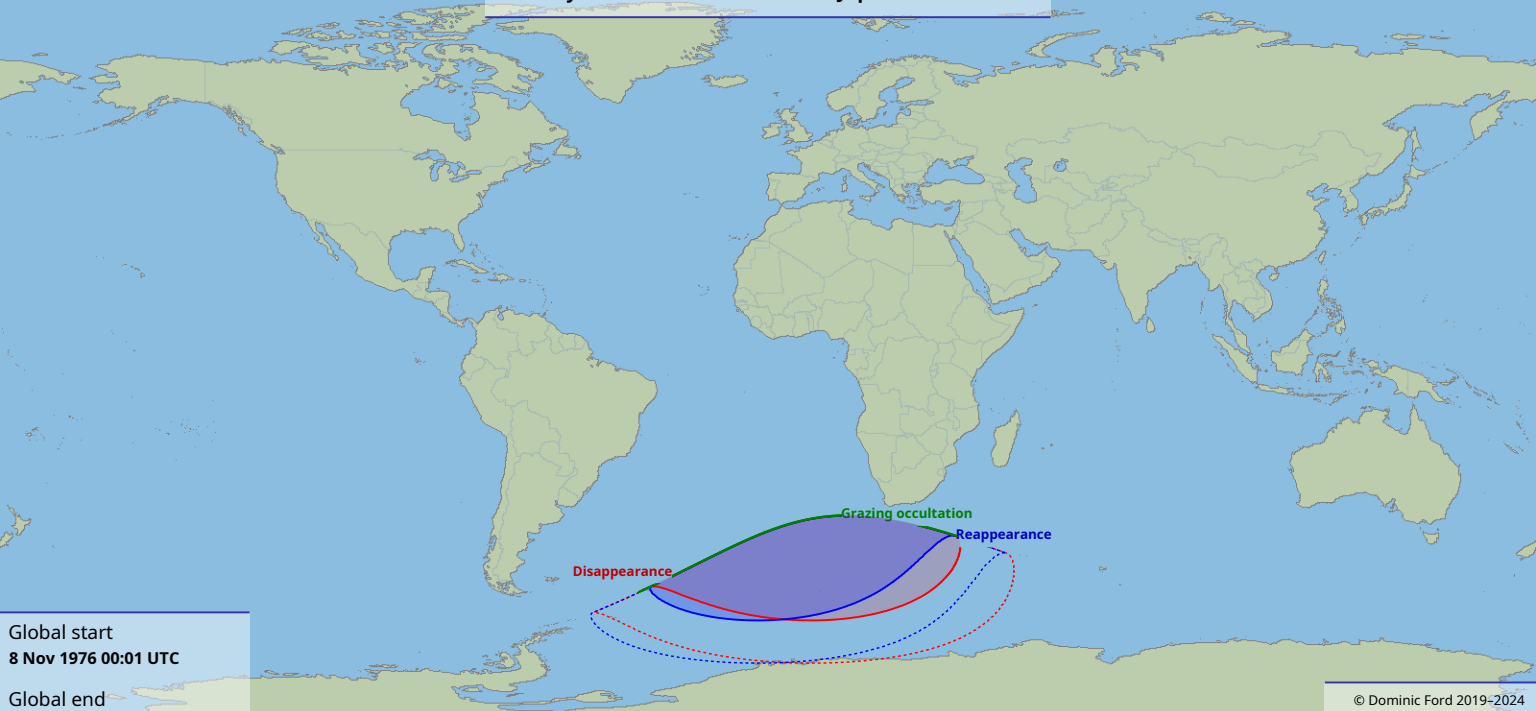 Grazing occultation
Reappearance
Disappearance
Global start
8 Nov 1976 00:01 UTC
Global end
© Dominic Ford 2019–2024